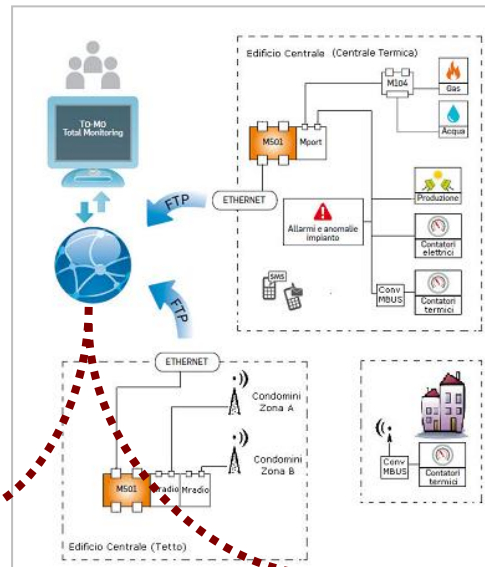 TO-MO
Total Monitoring
FTP
ETHERNET
Edificio Centrale (Centrale Termica)
M501
Mport
M104
Gas
Acqua
Produzione
Allarmi e anomalie
impianto
Contatori
elettrici
SMS
Conv
MBUS
Contatori
termici
FTP
ETHERNET
Condomini
Zona A
Condomini
Zona B
M501
Mradio
Edificio Centrale (Tetto)
Conv
MBUS
Contatori
termici